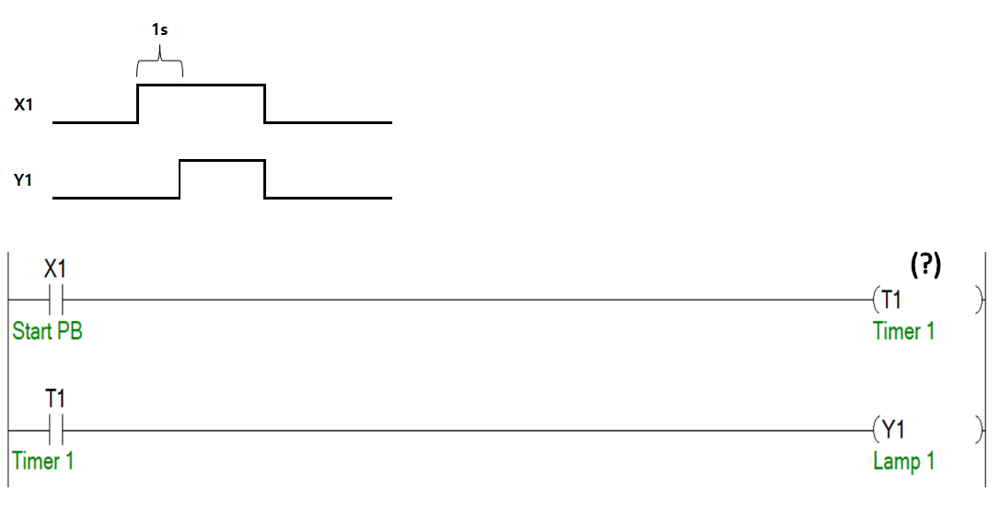 1s
X1
Y1
(?)
X1
(T1 )
Start PB
Timer 1
T1
(Y1 )
Timer 1
Lamp 1